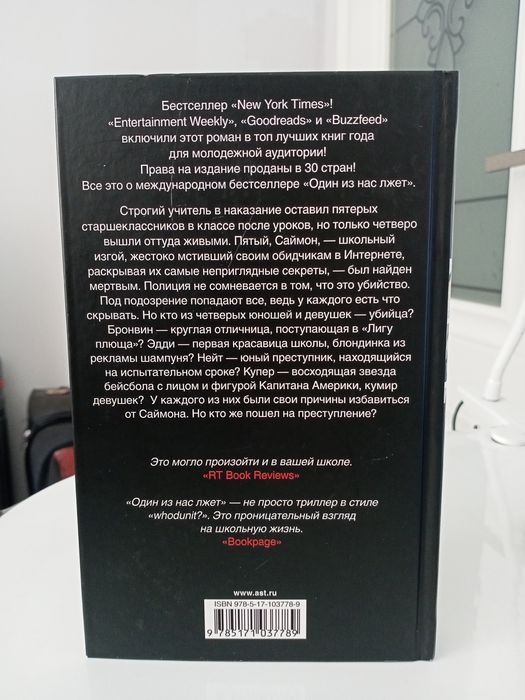 Бестселлер «New York Times»!
«Entertainment Weekly», «Goodreads» и «Buzzfeed»
включили этот роман в топ лучших книг года
для молодежной аудитории!
Права на издание проданы в 30 стран!
Все это о международном бестселлере «Один из нас лжет».
Строгий учитель в наказание оставил пятерых
старшеклассников в классе после уроков, но только четверо
вышли оттуда живыми. Пятый, Саймон, — школьный
изгой, жестоко мстивший своим обидчикам в Интернете,
раскрывая их самые неприглядные секреты, — был найден
мертвым. Полиция не сомневается в том, что это убийство.
Под подозрение попадают все, ведь у каждого есть что
скрывать. Но кто из четверых юношей и девушек — убийца?
Бронвин — круглая отличница, поступающая в «Лигу
плюща»? Эдди — первая красавица школы, блондинка из
рекламы шампуня? Нейт — юный преступник, находящийся
на испытательном сроке? Купер — восходящая звезда
бейсбола с лицом и фигурой Капитана Америки, кумир
девушек? У каждого из них были свои причины избавиться
от Саймона. Но кто же пошел на преступление?
Это могло произойти и в вашей школе.
«RT Book Reviews»
«Один из нас лжет» — не просто триллер в стиле
«whodunit?». Это проницательный взгляд
на школьную жизнь.
«Bookpage»
www.ast.ru
ISBN 978-5-17-103778-9
9 785171 037789